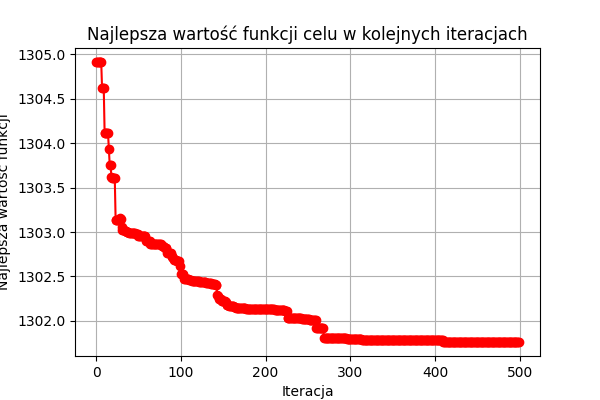 Najlepsza wartość funkcji celu w kolejnych iteracjach
Najlepsza wartość funkcji
1305.0
1304.5
1304.0
1303.5
1303.0
1302.5
1302.0
0 100 200 300 400 500
Iteracja